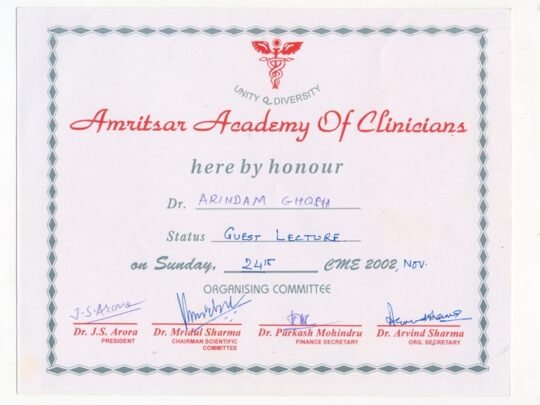 UNITY & DIVERSITY
Amritsar Academy Of Clinicians
here by honour
Dr. ARINDAM GHOSH
Status GUEST LECTURE
on Sunday, 24th CME 2002, NOV.
ORGANISING COMMITTEE
J.S. Arora
Dr. J.S. Arora Dr. Mridul Sharma Dr. Parkash Mohindru Dr. Arvind Sharma
PRESIDENT CHAIRMAN SCIENTIFIC COMMITTEE FINANCE SECRETARY ORG. SECRETARY